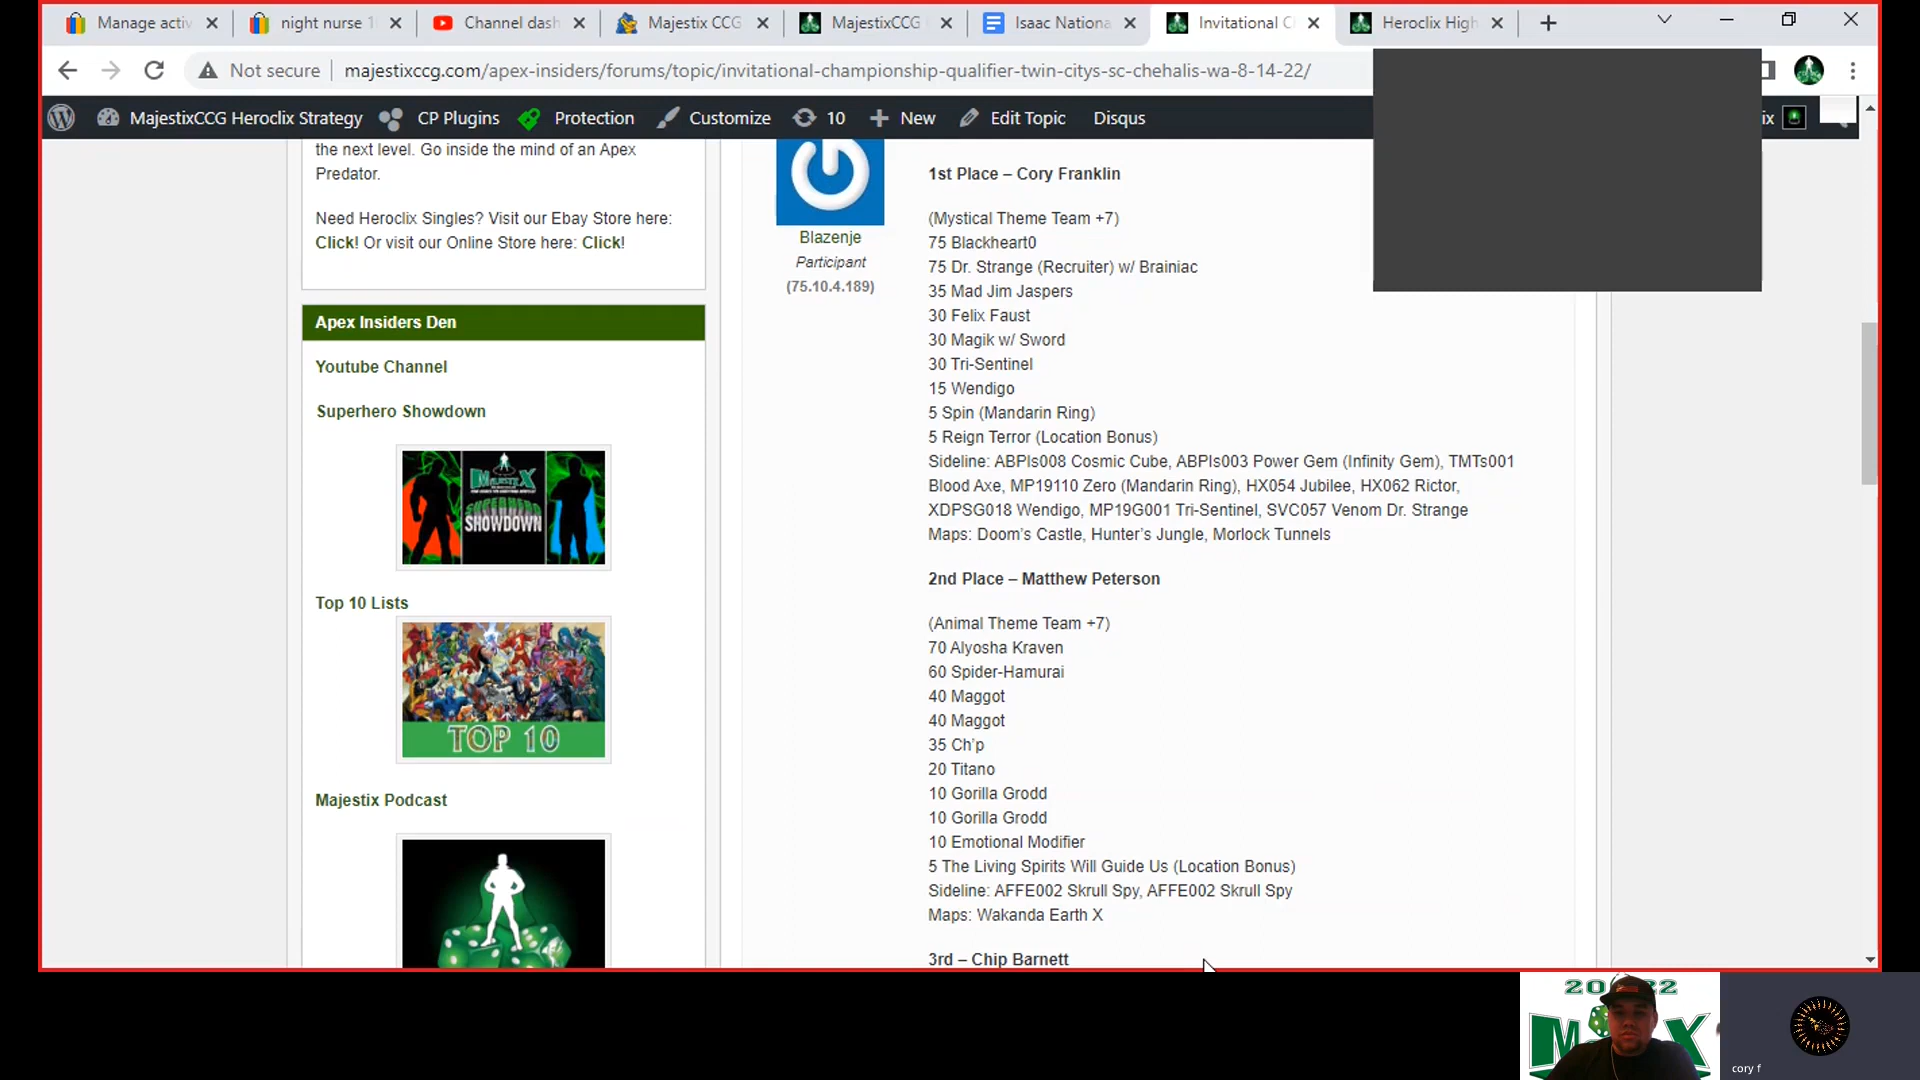 Manage activ
night nurse 1
Channel dash
Majestix CCG
MajestixCCG
Isaac Nationa
Invitational C
Heroclix High
Not secure
majestixccg.com/apex-insiders/forums/topic/invitational-championship-qualifier-twin-citys-sc-chehalis-wa-8-14-22/
MajestixCCG Heroclix Strategy
CP Plugins
Protection
Customize
10
New
Edit Topic
Disqus
ix
the next level. Go inside the mind of an Apex
Predator.
Need Heroclix Singles? Visit our Ebay Store here:
Click! Or visit our Online Store here: Click!
Apex Insiders Den
Youtube Channel
Superhero Showdown
MAJESTIX
SUPERHERO
SHOWDOWN
Top 10 Lists
TOP 10
Majestix Podcast
Blazenje
Participant
(75.10.4.189)
1st Place – Cory Franklin
(Mystical Theme Team +7)
75 Blackheart0
75 Dr. Strange (Recruiter) w/ Brainiac
35 Mad Jim Jaspers
30 Felix Faust
30 Magik w/ Sword
30 Tri-Sentinel
15 Wendigo
5 Spin (Mandarin Ring)
5 Reign Terror (Location Bonus)
Sideline: ABPIs008 Cosmic Cube, ABPIs003 Power Gem (Infinity Gem), TMTs001
Blood Axe, MP19110 Zero (Mandarin Ring), HX054 Jubilee, HX062 Rictor,
XDPSG018 Wendigo, MP19G001 Tri-Sentinel, SVC057 Venom Dr. Strange
Maps: Doom's Castle, Hunter's Jungle, Morlock Tunnels
2nd Place – Matthew Peterson
(Animal Theme Team +7)
70 Alyosha Kraven
60 Spider-Hamurai
40 Maggot
40 Maggot
35 Ch'p
20 Titano
10 Gorilla Grodd
10 Gorilla Grodd
10 Emotional Modifier
5 The Living Spirits Will Guide Us (Location Bonus)
Sideline: AFFE002 Skrull Spy, AFFE002 Skrull Spy
Maps: Wakanda Earth X
3rd – Chip Barnett
cory f